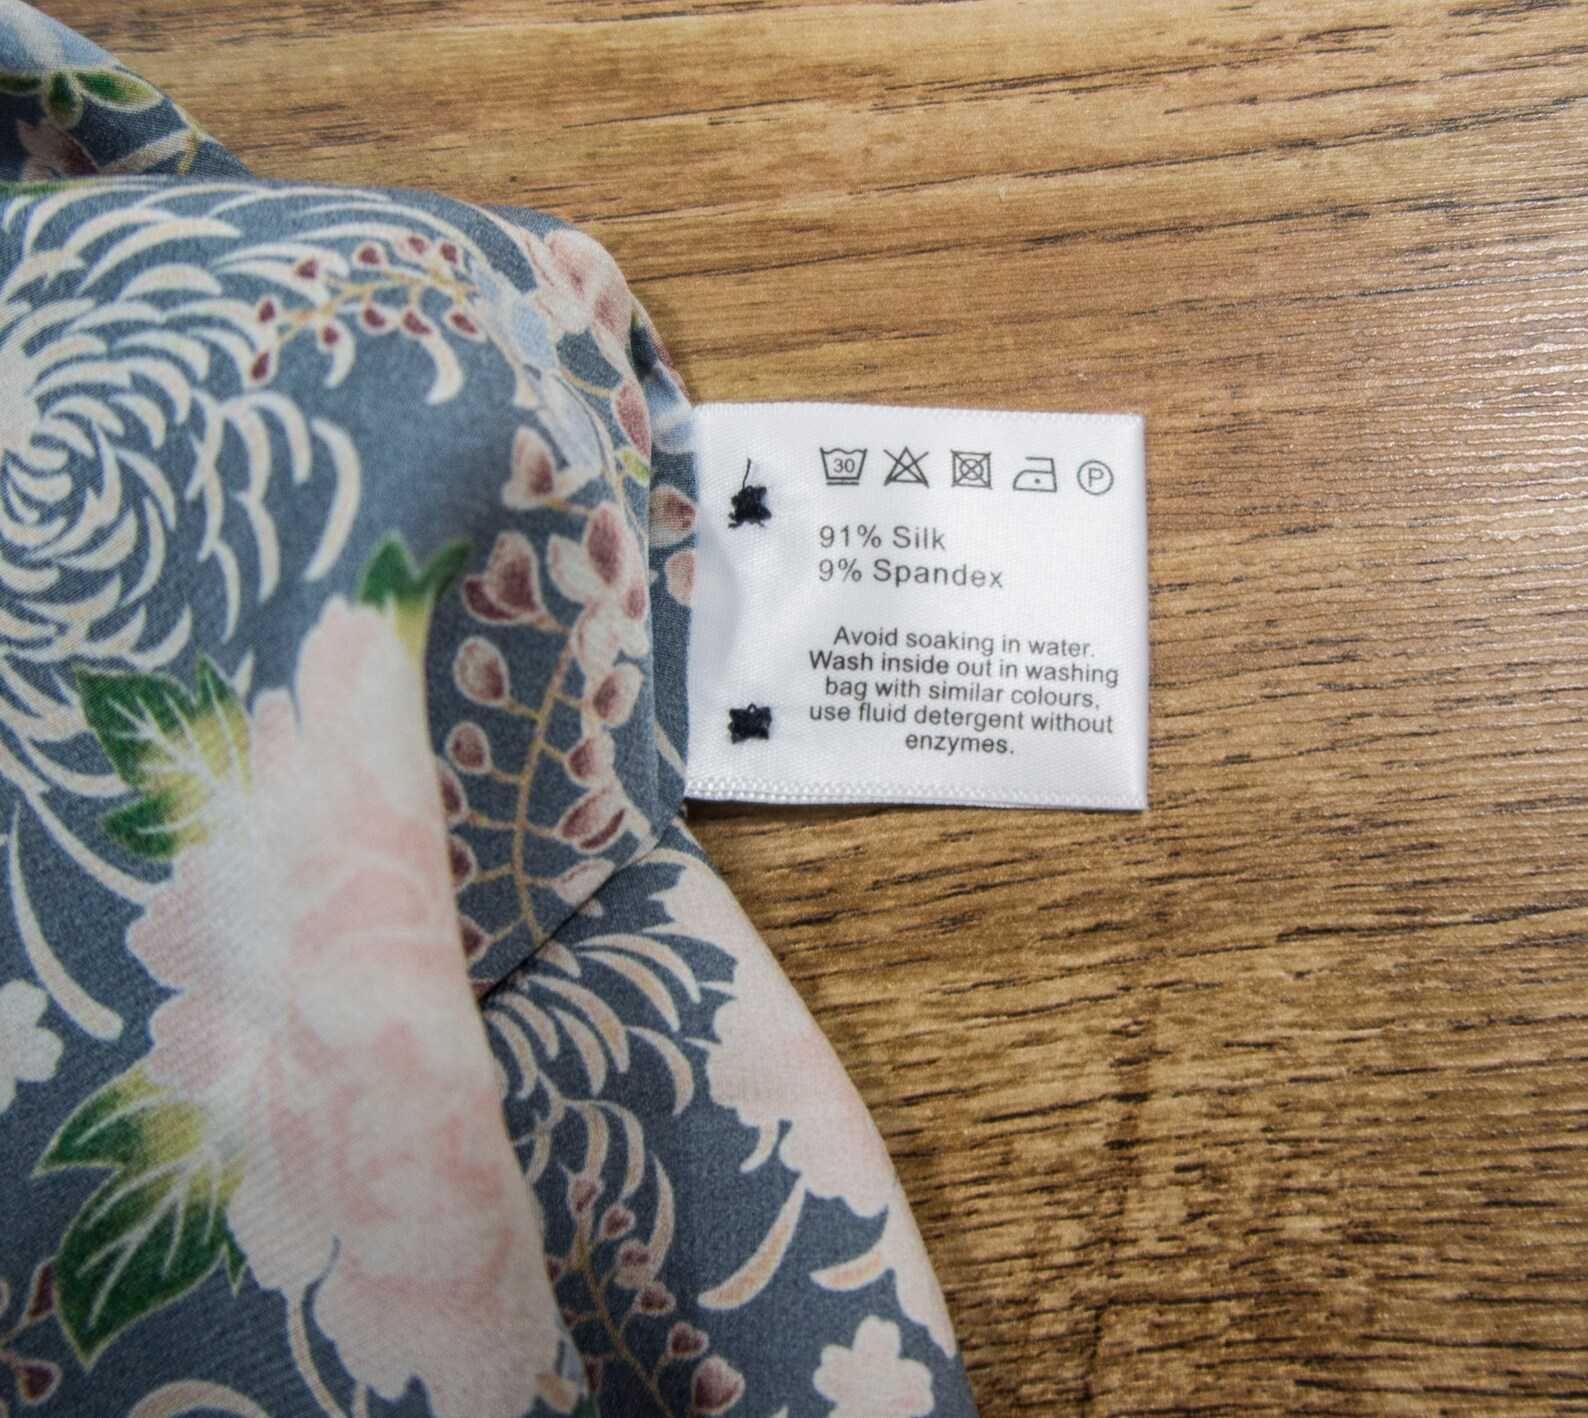 30 P
91% Silk
9% Spandex
Avoid soaking in water.
Wash inside out in washing
bag with similar colours,
use fluid detergent without
enzymes.